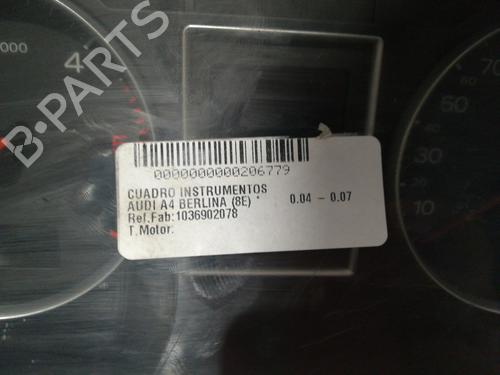 000
4
70
50
10
B-PARTS
0000000000206779
CUADRO INSTRUMENTOS
AUDI A4 BERLINA (8E) * 0.04 - 0.07
Ref.Fab:1036902078
T.Motor: